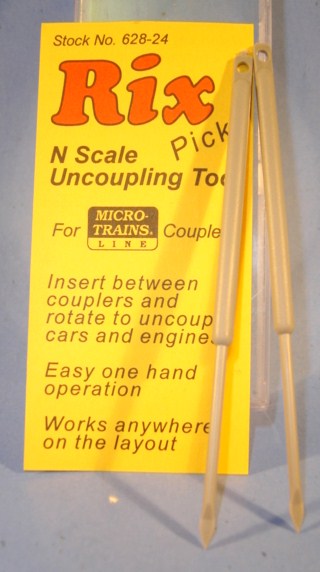 Stock No. 628-24
Rix
Pick
N Scale
Uncoupling Too
For MICRO-TRAINS® LINE Couple
Insert between
couplers and
rotate to uncoup
cars and engines
Easy one hand
operation
Works anywhere
on the layout